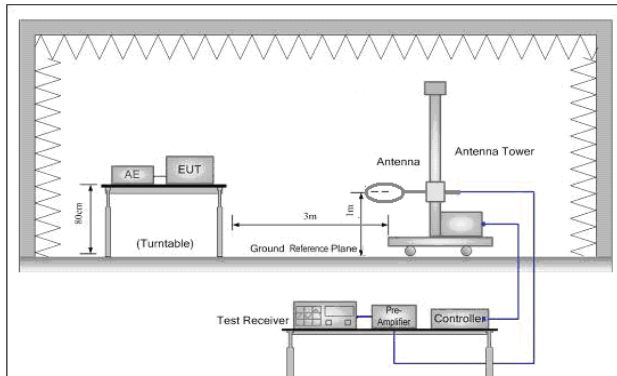 Antenna
Antenna Tower
AE
EUT
80cm
(Turntable)
3m
1m
Ground Reference Plane
Test Receiver
Pre-
Amplifier
Controller